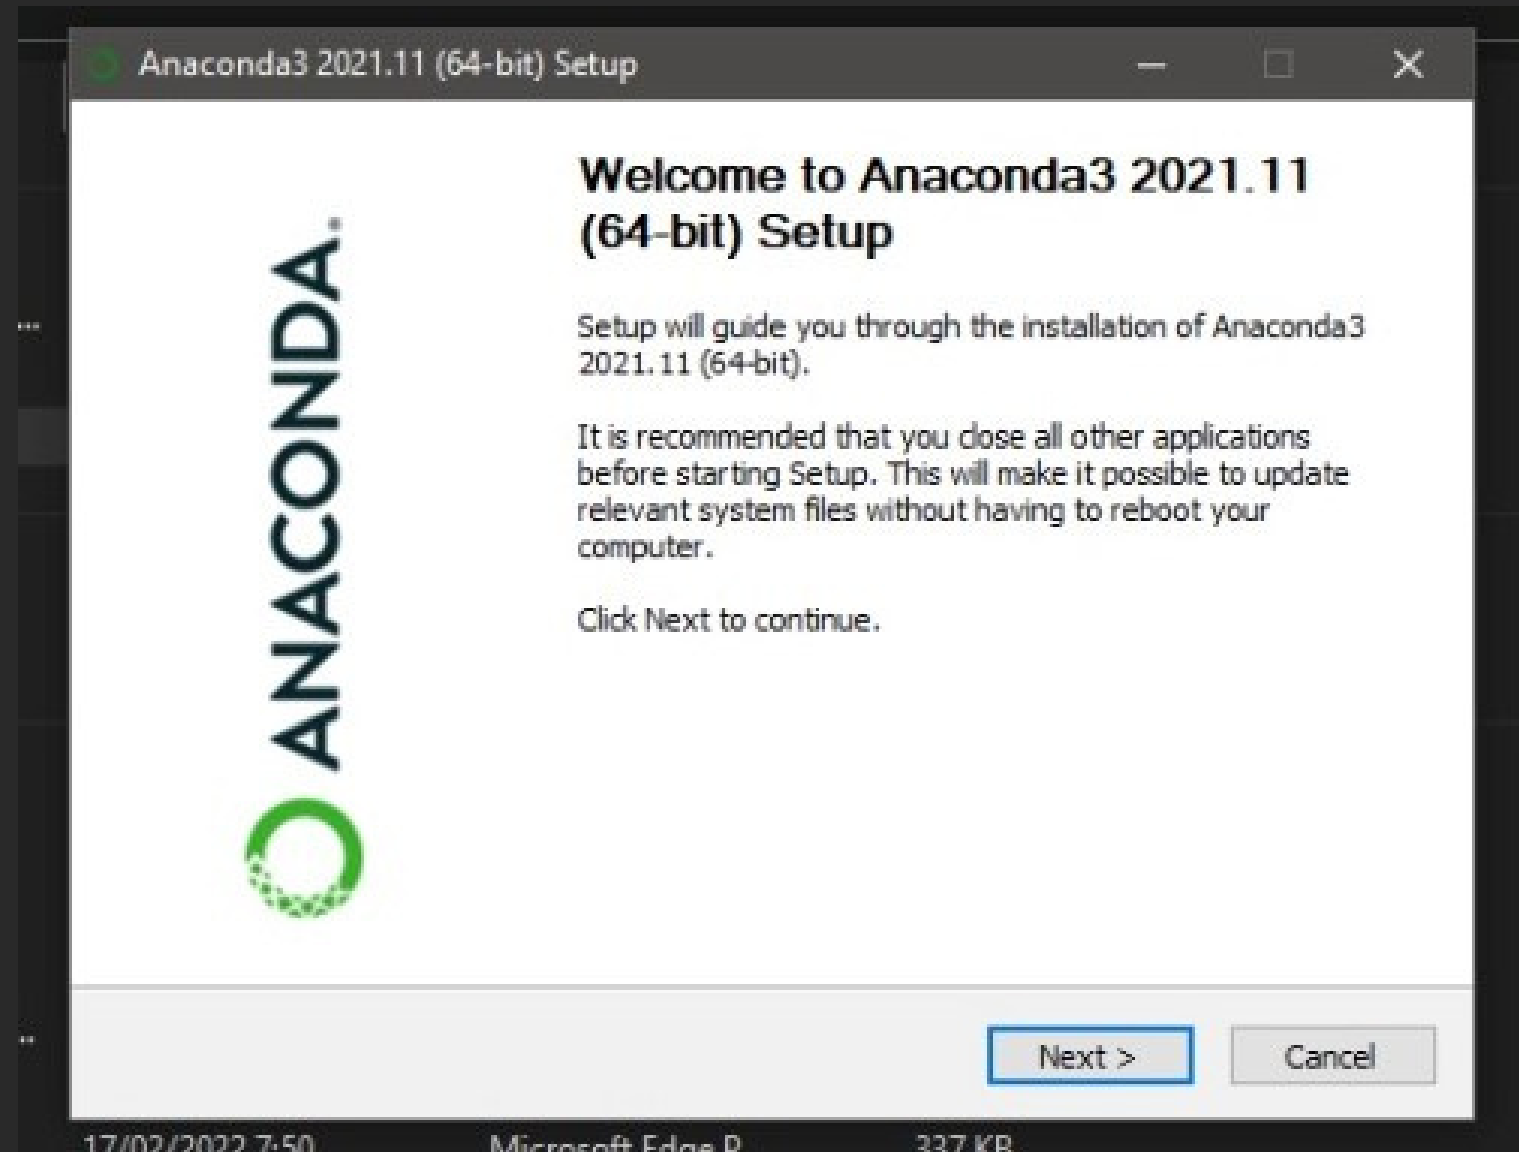 Anaconda3 2021.11 (64-bit) Setup
ANACONDA.
Welcome to Anaconda3 2021.11
(64-bit) Setup
Setup will guide you through the installation of Anaconda3
2021.11 (64-bit).
It is recommended that you close all other applications
before starting Setup. This will make it possible to update
relevant system files without having to reboot your
computer.
Click Next to continue.
Next >
Cancel
17/02/2022 7:50 Microsoft Edge P... 337 KB